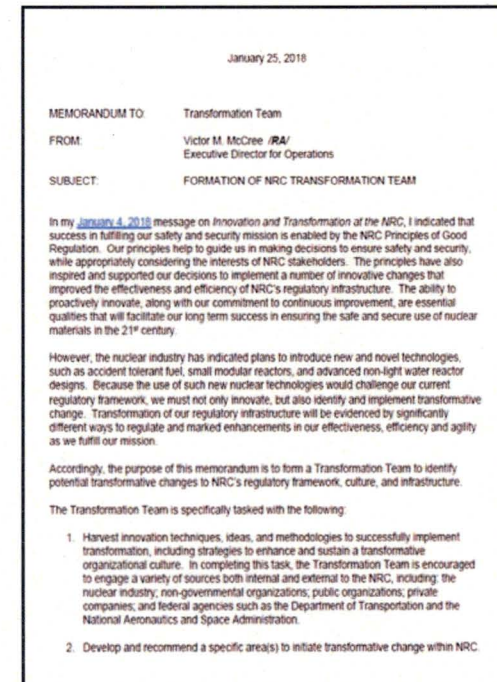 January 25, 2018
MEMORANDUM TO: Transformation Team
FROM: Victor M. McCree /RA/
Executive Director for Operations
SUBJECT: FORMATION OF NRC TRANSFORMATION TEAM
In my January 4, 2018 message on Innovation and Transformation at the NRC, I indicated that
success in fulfilling our safety and security mission is enabled by the NRC Principles of Good
Regulation. Our principles help to guide us in making decisions to ensure safety and security,
while appropriately considering the interests of NRC stakeholders. The principles have also
inspired and supported our decisions to implement a number of innovative changes that
improved the effectiveness and efficiency of NRC's regulatory infrastructure. The ability to
proactively innovate, along with our commitment to continuous improvement, are essential
qualities that will facilitate our long term success in ensuring the safe and secure use of nuclear
materials in the 21st century.
However, the nuclear industry has indicated plans to introduce new and novel technologies,
such as accident tolerant fuel, small modular reactors, and advanced non-light water reactor
designs. Because the use of such new nuclear technologies would challenge our current
regulatory framework, we must not only innovate, but also identify and implement transformative
change. Transformation of our regulatory infrastructure will be evidenced by significantly
different ways to regulate and marked enhancements in our effectiveness, efficiency and agility
as we fulfill our mission.
Accordingly, the purpose of this memorandum is to form a Transformation Team to identify
potential transformative changes to NRC's regulatory framework, culture, and infrastructure.
The Transformation Team is specifically tasked with the following:
1. Harvest innovation techniques, ideas, and methodologies to successfully implement
transformation, including strategies to enhance and sustain a transformative
organizational culture. In completing this task, the Transformation Team is encouraged
to engage a variety of sources both internal and external to the NRC, including: the
nuclear industry; non-governmental organizations; public organizations; private
companies; and federal agencies such as the Department of Transportation and the
National Aeronautics and Space Administration.
2. Develop and recommend a specific area(s) to initiate transformative change within NRC.